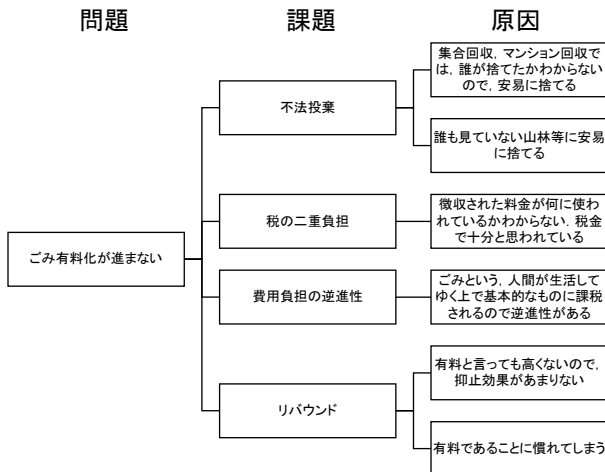 問題
課題
原因
ごみ有料化が進まない
不法投棄
集合回収，マンション回収で
は，誰が捨てたかわからない
ので，安易に捨てる
誰も見ていない山林等に安易
に捨てる
税の二重負担
徴収された料金が何に使わ
れているかわからない．税金
で十分と思われている
費用負担の逆進性
ごみという，人間が生活して
ゆく上で基本的なものに課税
されるので逆進性がある
リバウンド
有料と言っても高くないので，
抑止効果があまりない
有料であることに慣れてしまう